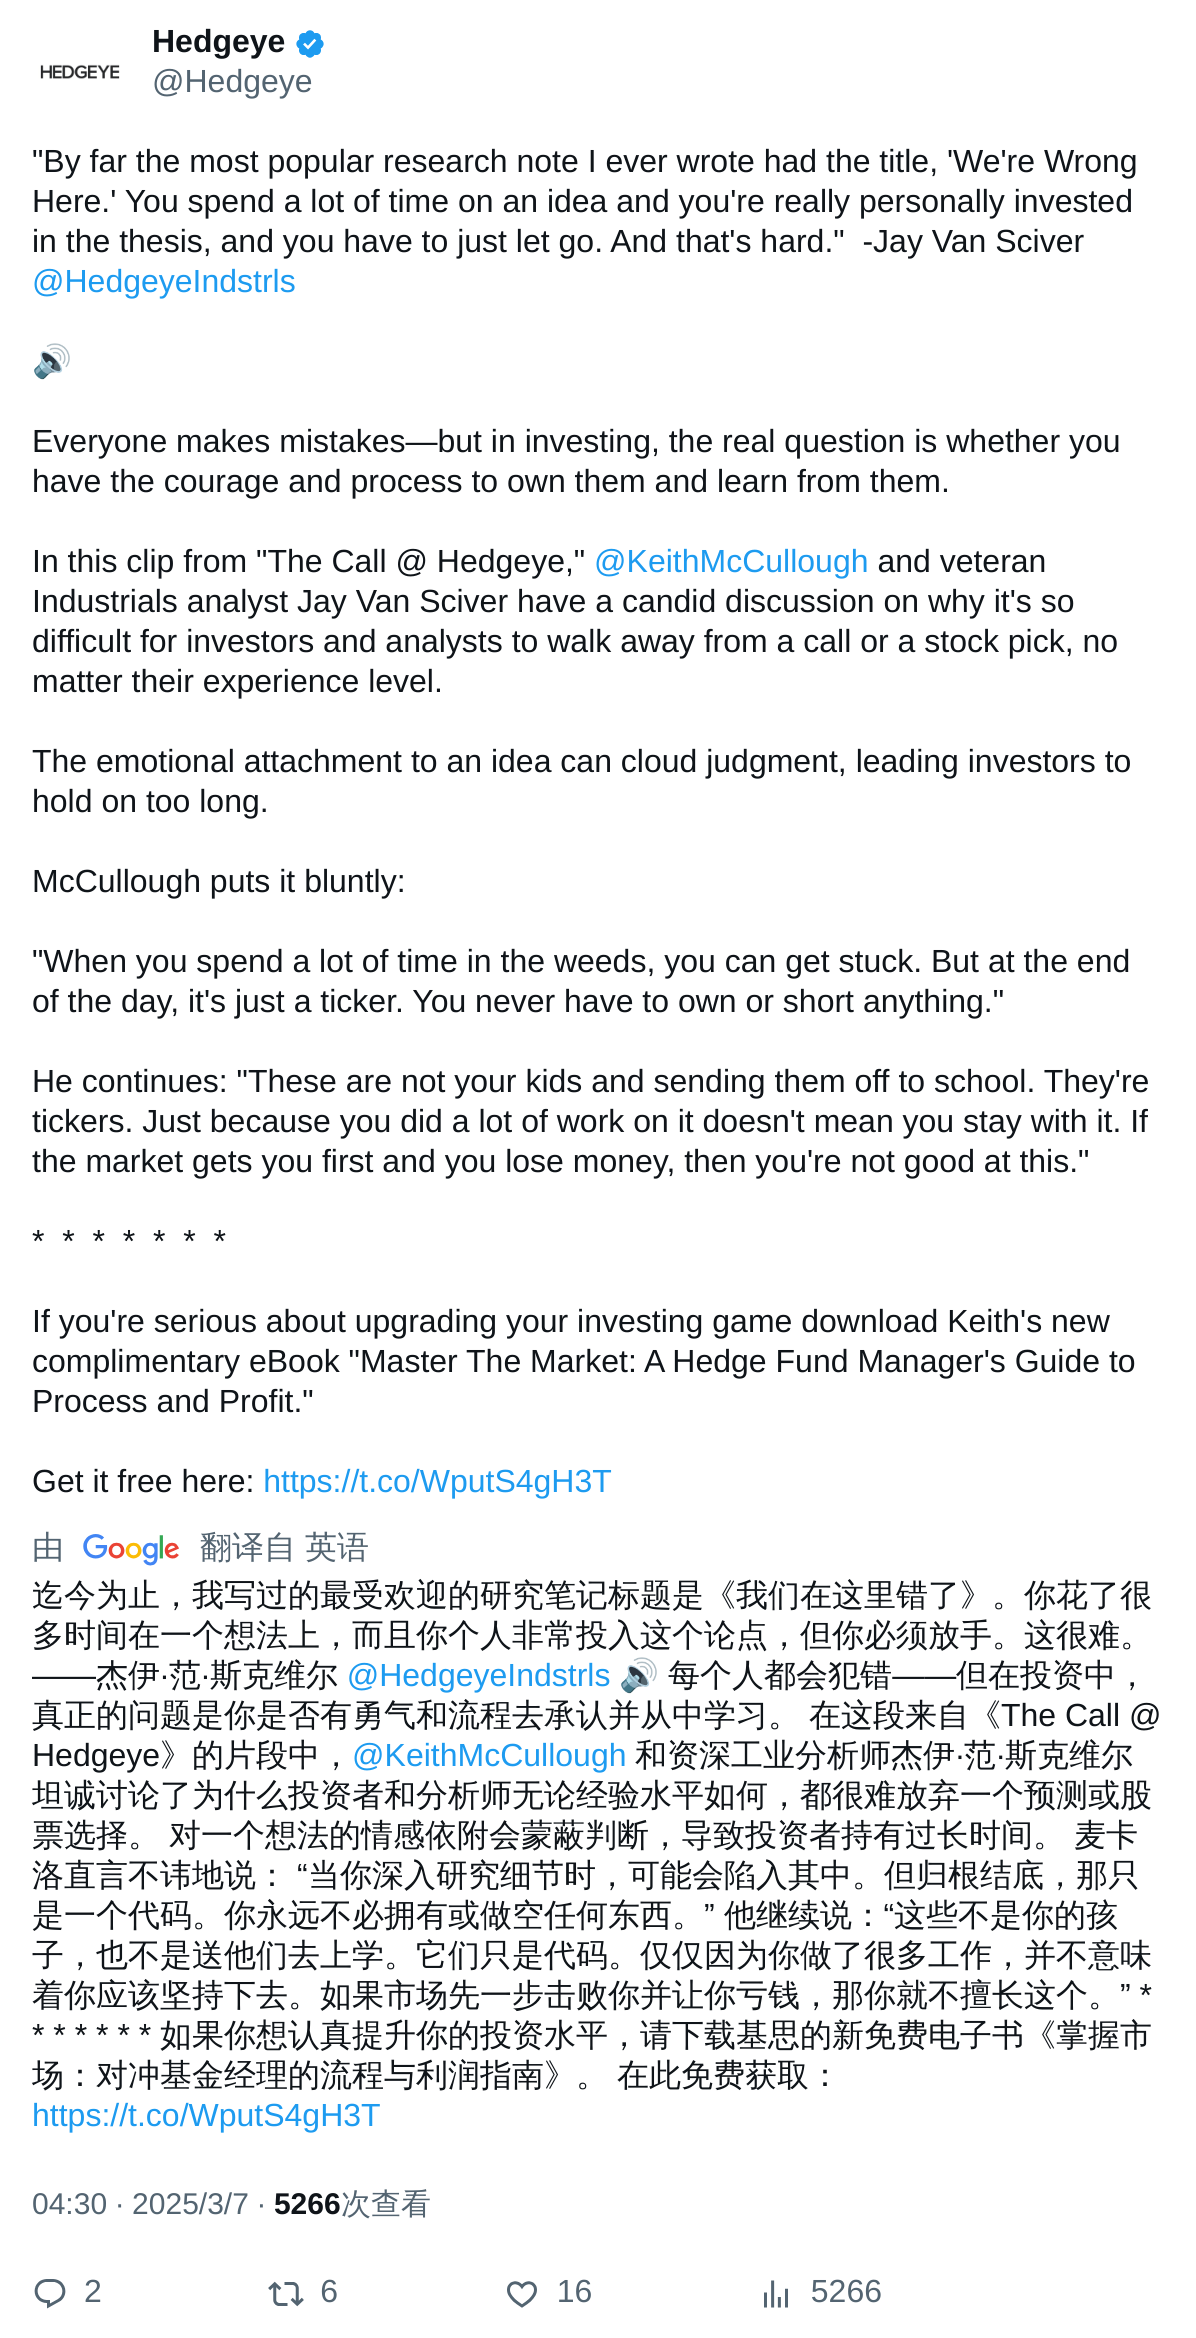 HEDGEYE
Hedgeye
@Hedgeye
"By far the most popular research note I ever wrote had the title, 'We're Wrong
Here.' You spend a lot of time on an idea and you're really personally invested
in the thesis, and you have to just let go. And that's hard."  -Jay Van Sciver
@HedgeyeIndstrls
🔊
Everyone makes mistakes—but in investing, the real question is whether you
have the courage and process to own them and learn from them.
In this clip from "The Call @ Hedgeye," @KeithMcCullough and veteran
Industrials analyst Jay Van Sciver have a candid discussion on why it's so
difficult for investors and analysts to walk away from a call or a stock pick, no
matter their experience level.
The emotional attachment to an idea can cloud judgment, leading investors to
hold on too long.
McCullough puts it bluntly:
"When you spend a lot of time in the weeds, you can get stuck. But at the end
of the day, it's just a ticker. You never have to own or short anything."
He continues: "These are not your kids and sending them off to school. They're
tickers. Just because you did a lot of work on it doesn't mean you stay with it. If
the market gets you first and you lose money, then you're not good at this."
* * * * * * *
If you're serious about upgrading your investing game download Keith's new
complimentary eBook "Master The Market: A Hedge Fund Manager's Guide to
Process and Profit."
Get it free here: https://t.co/WputS4gH3T
由 Google 翻译自 英语
迄今为止，我写过的最受欢迎的研究笔记标题是《我们在这里错了》。你花了很
多时间在一个想法上，而且你个人非常投入这个论点，但你必须放手。这很难。
——杰伊·范·斯克维尔 @HedgeyeIndstrls 🔊 每个人都会犯错——但在投资中，
真正的问题是你是否有勇气和流程去承认并从中学习。 在这段来自《The Call @
Hedgeye》的片段中，@KeithMcCullough 和资深工业分析师杰伊·范·斯克维尔
坦诚讨论了为什么投资者和分析师无论经验水平如何，都很难放弃一个预测或股
票选择。 对一个想法的情感依附会蒙蔽判断，导致投资者持有过长时间。 麦卡
洛直言不讳地说： “当你深入研究细节时，可能会陷入其中。但归根结底，那只
是一个代码。你永远不必拥有或做空任何东西。” 他继续说：“这些不是你的孩
子，也不是送他们去上学。它们只是代码。仅仅因为你做了很多工作，并不意味
着你应该坚持下去。如果市场先一步击败你并让你亏钱，那你就不擅长这个。” *
* * * * * * 如果你想认真提升你的投资水平，请下载基思的新免费电子书《掌握市
场：对冲基金经理的流程与利润指南》。 在此免费获取：
https://t.co/WputS4gH3T
04:30 · 2025/3/7 · 5266次查看
2 6 16 5266